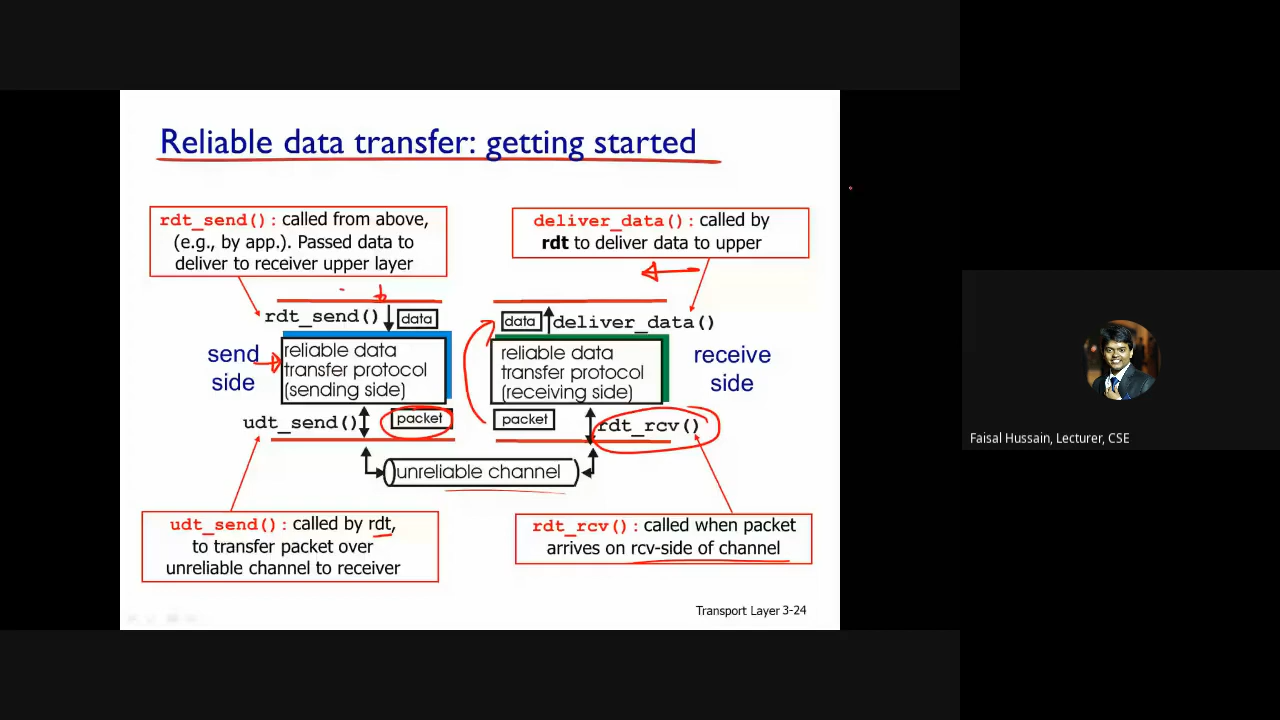 Reliable data transfer: getting started
rdt_send(): called from above,
(e.g., by app.). Passed data to
deliver to receiver upper layer
deliver_data(): called by
rdt to deliver data to upper
rdt_send()
data
data
deliver_data()
send
side
reliable data
transfer protocol
(sending side)
reliable data
transfer protocol
(receiving side)
receive
side
udt_send()
packet
packet
rdt_rcv()
unreliable channel
udt_send(): called by rdt,
to transfer packet over
unreliable channel to receiver
rdt_rcv(): called when packet
arrives on rcv-side of channel
Transport Layer 3-24
Faisal Hussain, Lecturer, CSE